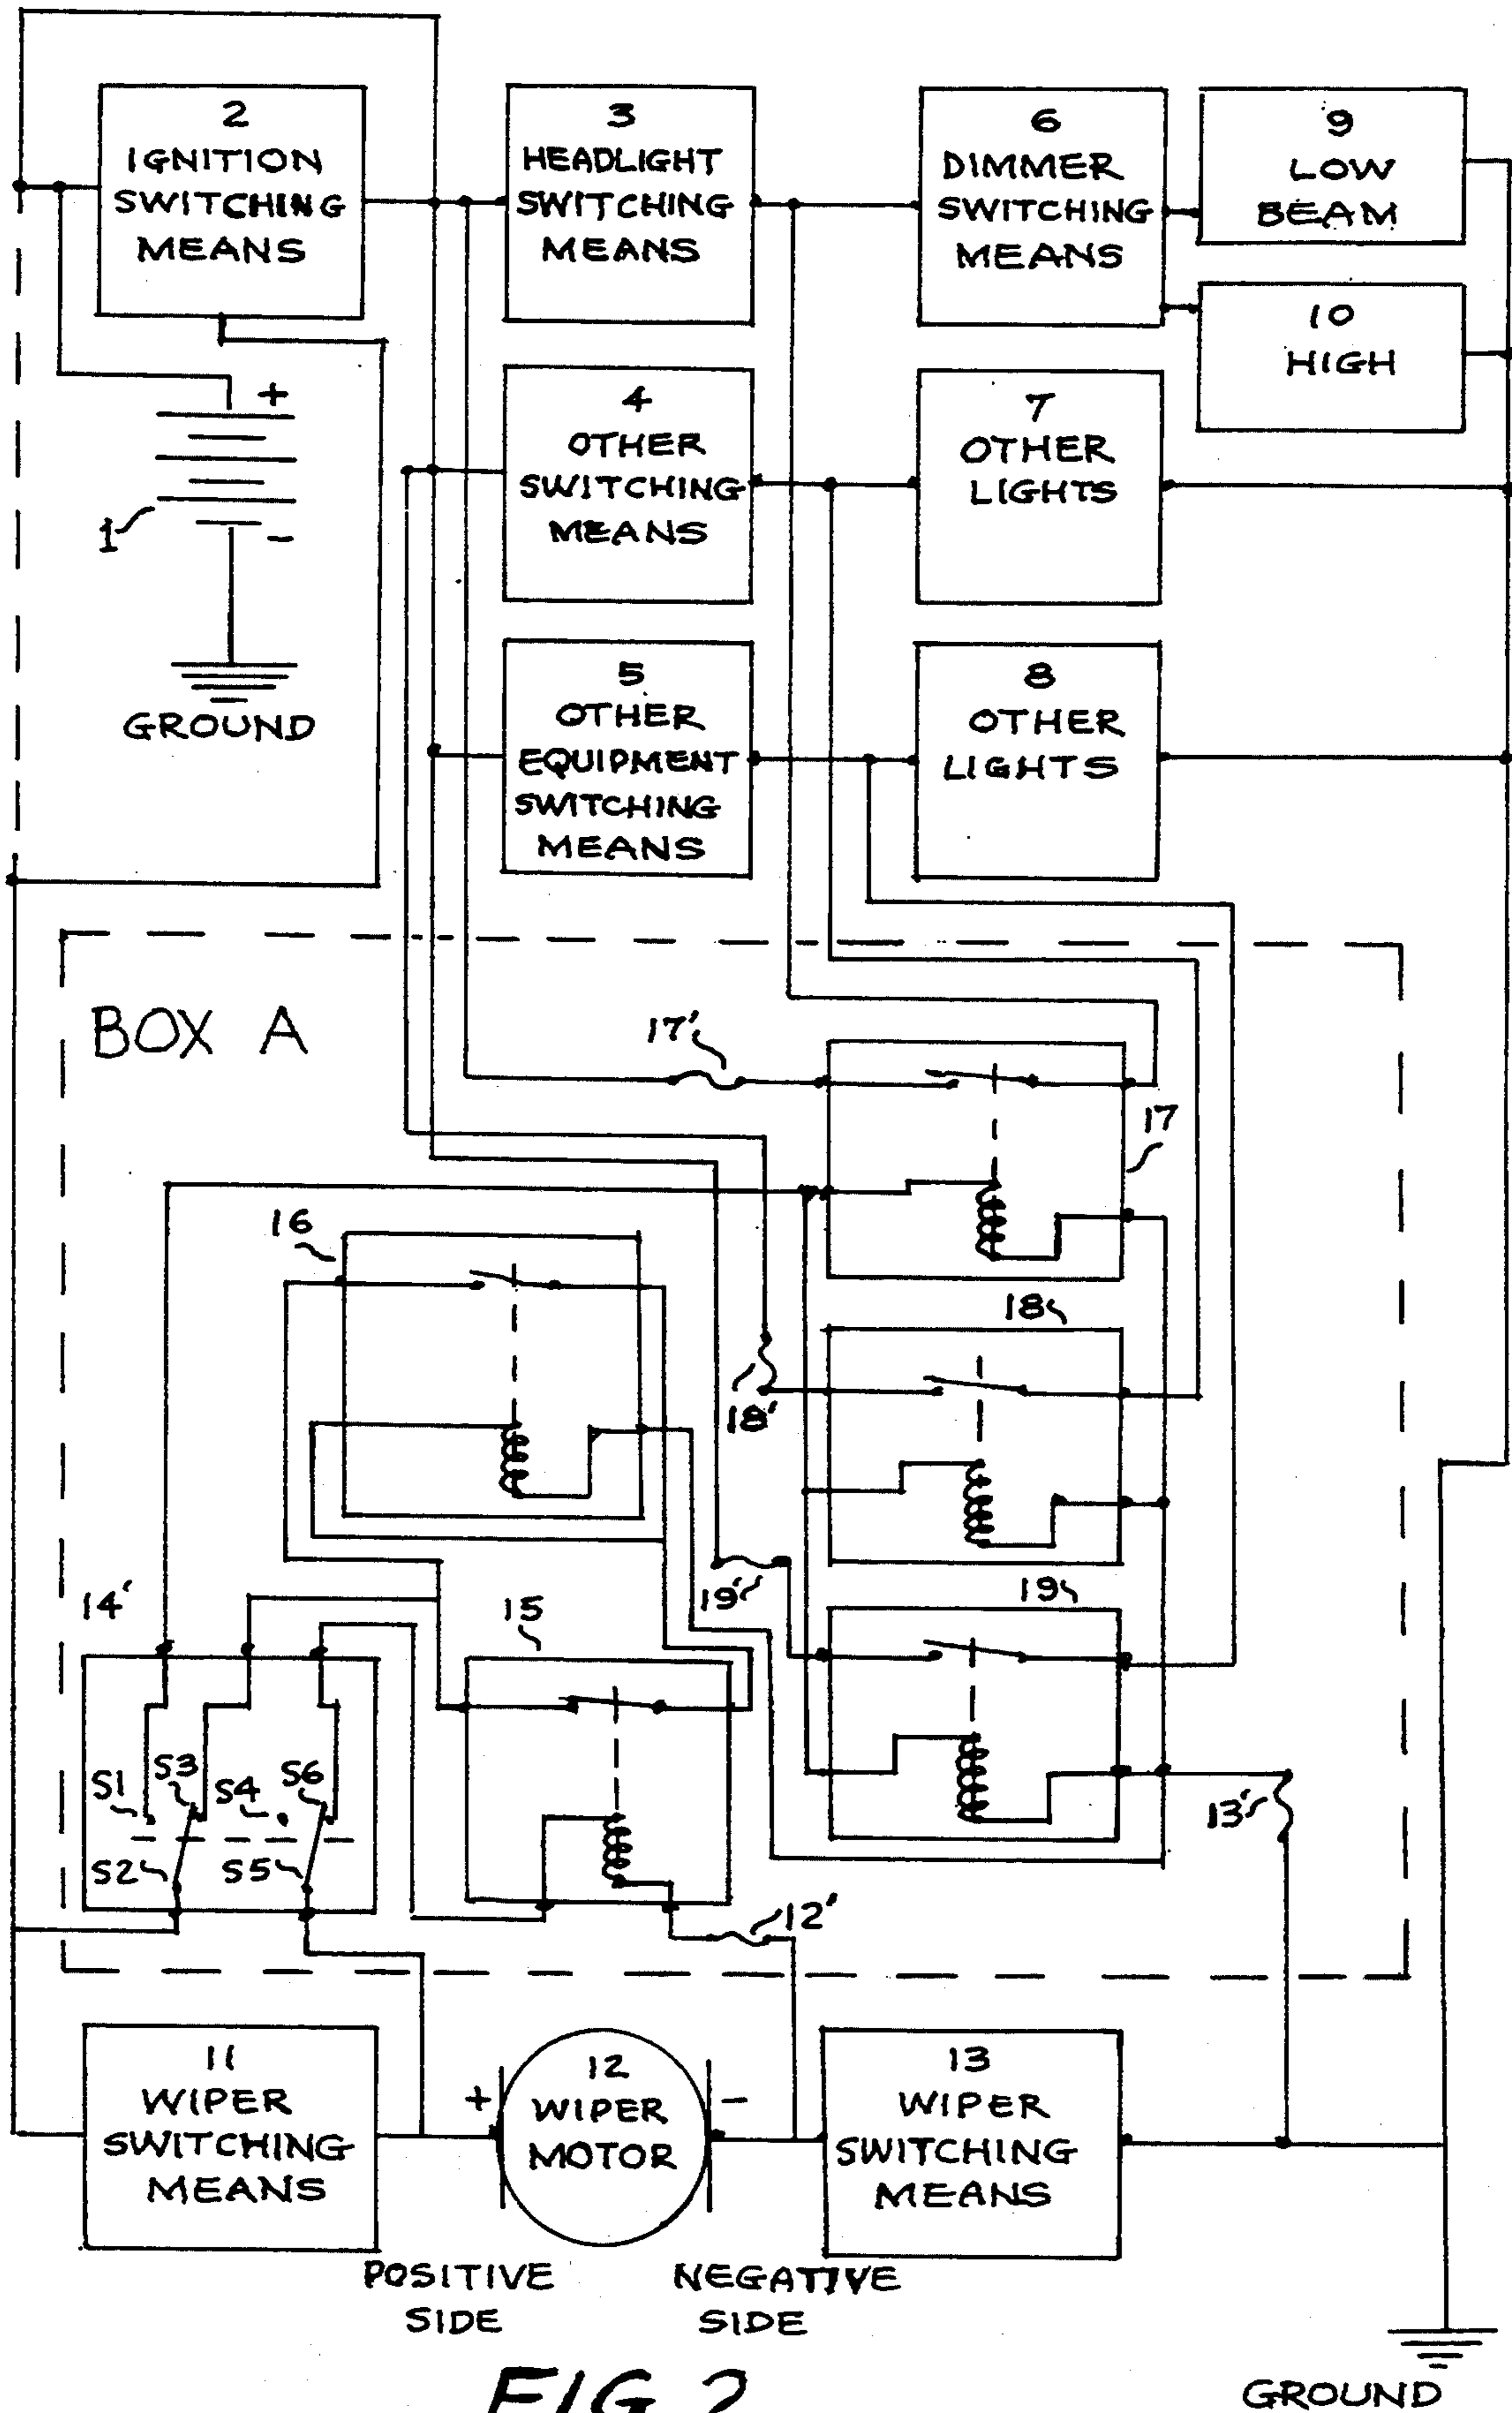 2
IGNITION
SWITCHING
MEANS
3
HEADLIGHT
SWITCHING
MEANS
6
DIMMER
SWITCHING
MEANS
9
LOW
BEAM
10
HIGH
+
1
-
GROUND
4
OTHER
SWITCHING
MEANS
7
OTHER
LIGHTS
5
OTHER
EQUIPMENT
SWITCHING
MEANS
8
OTHER
LIGHTS
BOX A
17'
17
16
18
18'
19'
19
14'
15
S1
S3
S4
S6
S2
S5
13'
12'
11
WIPER
SWITCHING
MEANS
+
12
WIPER
MOTOR
-
13
WIPER
SWITCHING
MEANS
POSITIVE
SIDE
NEGATIVE
SIDE
GROUND
FIG 2